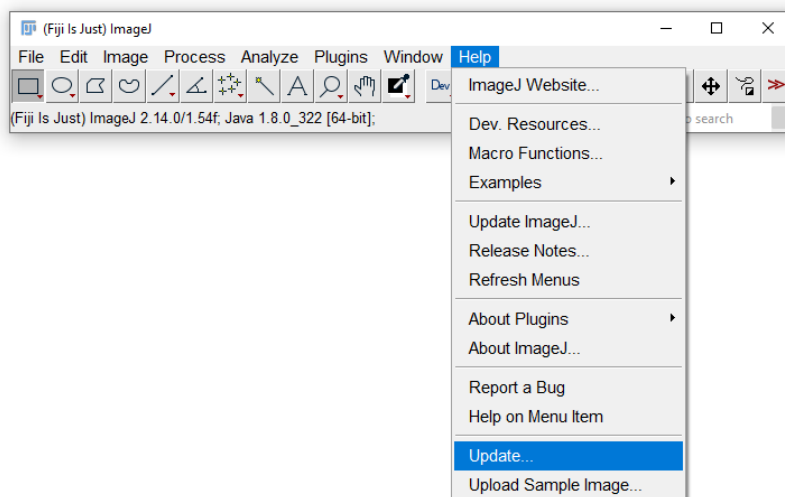 (Fiji Is Just) ImageJ
File Edit Image Process Analyze Plugins Window Help
A Dev
(Fiji Is Just) ImageJ 2.14.0/1.54f; Java 1.8.0_322 [64-bit];
search
ImageJ Website...
Dev. Resources...
Macro Functions...
Examples
Update ImageJ...
Release Notes...
Refresh Menus
About Plugins
About ImageJ...
Report a Bug
Help on Menu Item
Update...
Upload Sample Image...